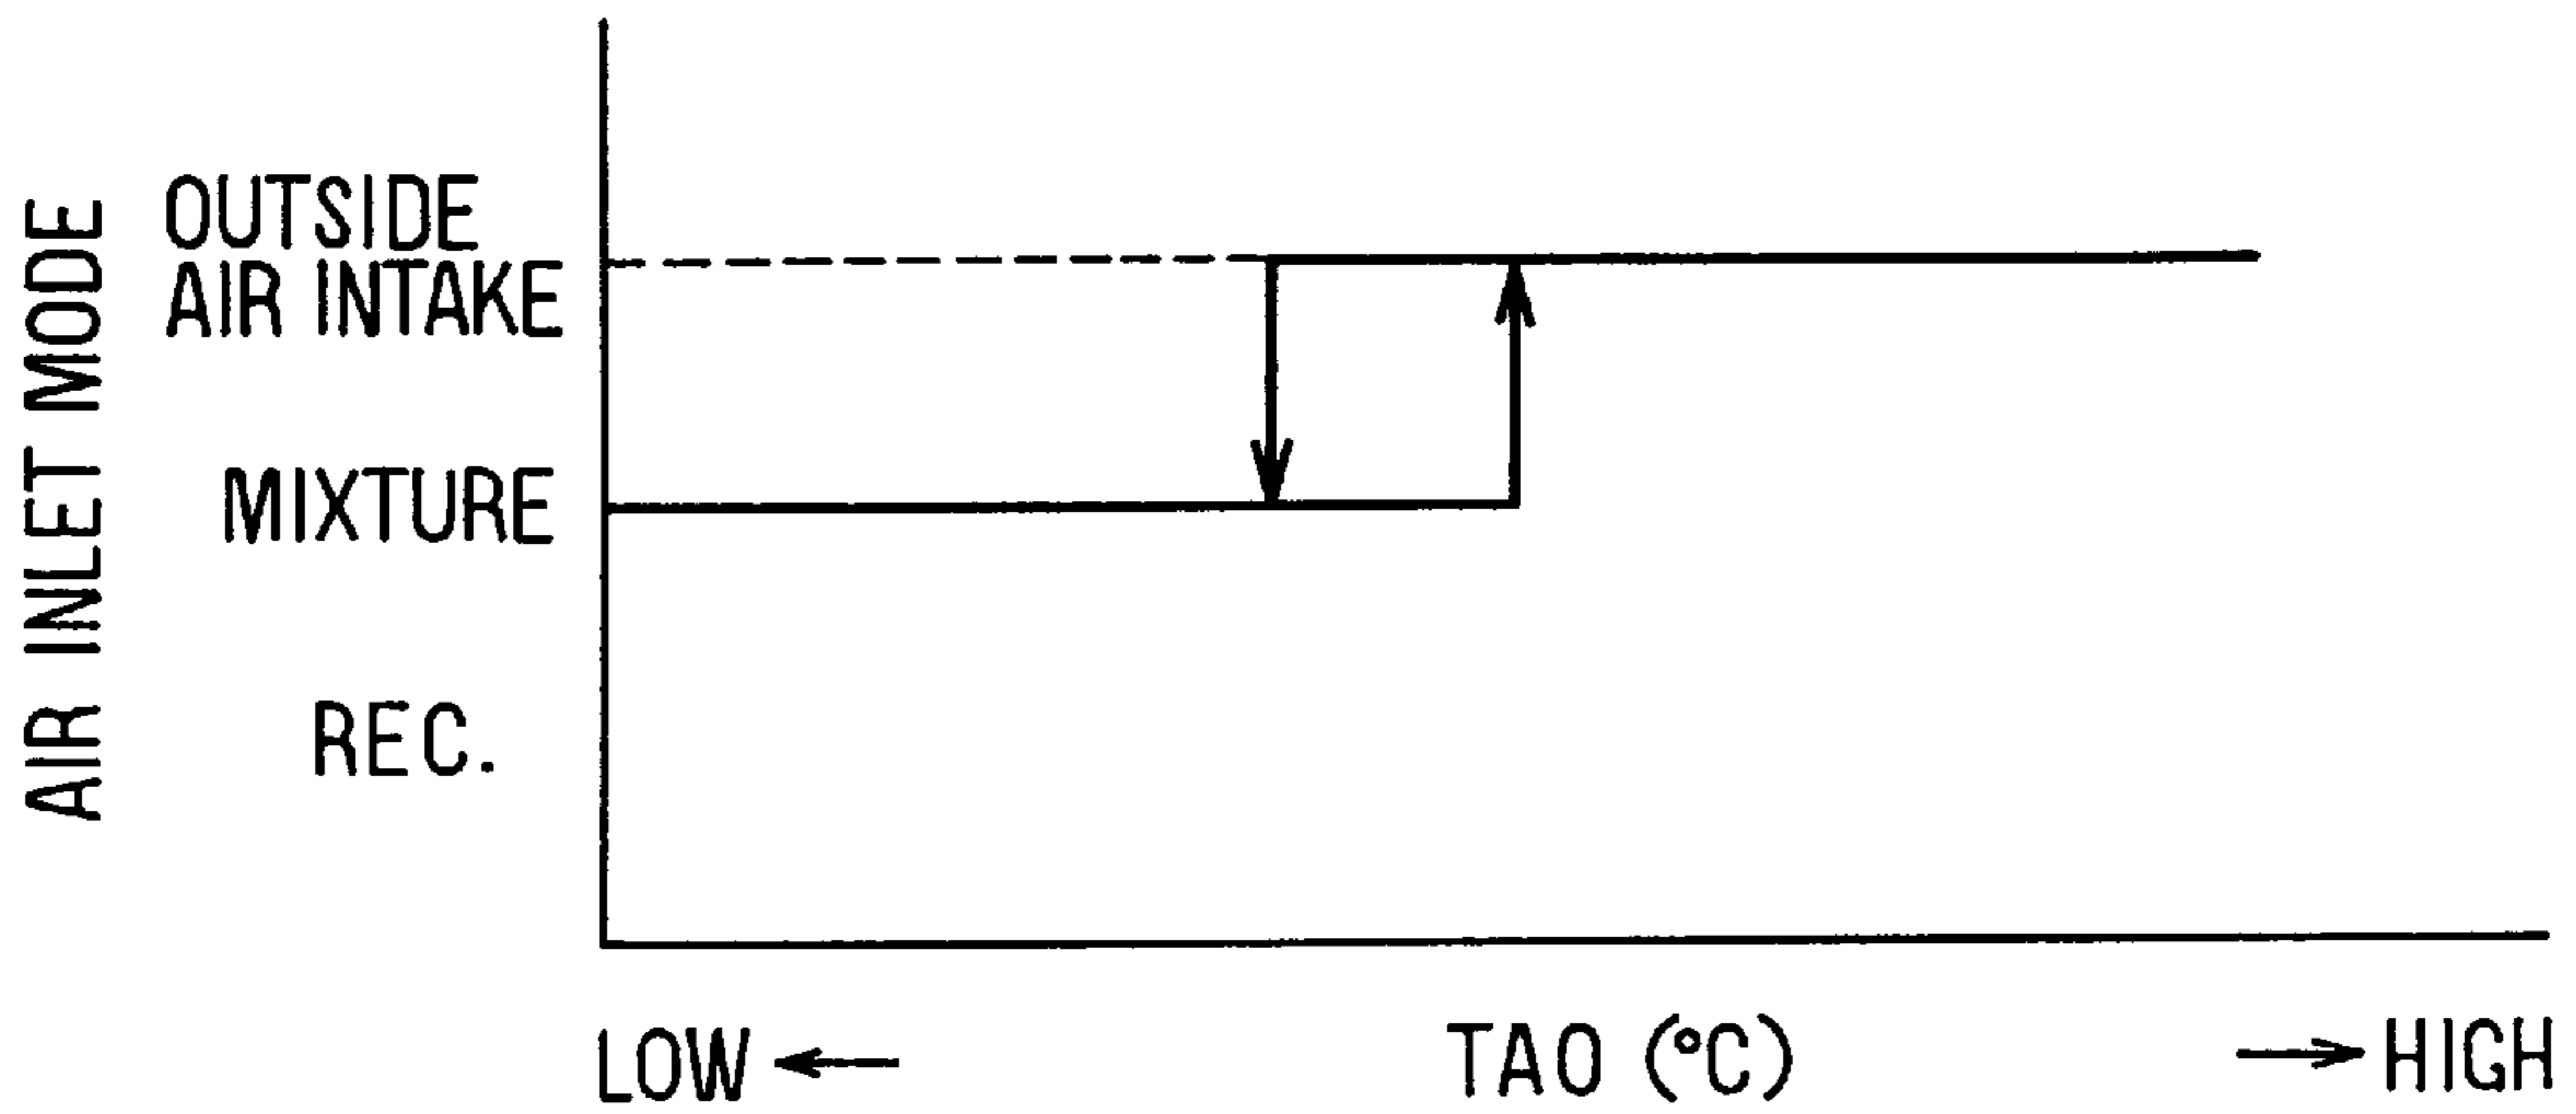 AIR INLET MODE
OUTSIDE
AIR INTAKE
MIXTURE
REC.
LOW
TAO (°C)
HIGH